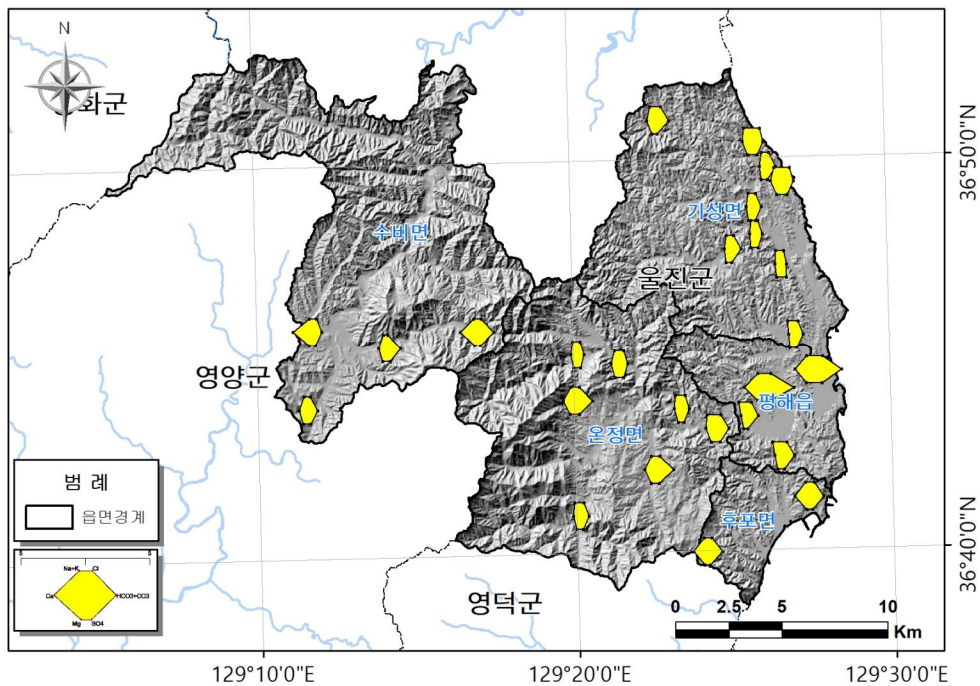 N
화군
수비면
기성면
울진군
영양군
온정면
평해읍
후포면
영덕군
범 례
읍면경계
5 5
Na+K Cl
Ca HCO3+CO3
Mg SO4
0 2.5 5 10
Km
36°50'0"N
36°40'0"N
129°10'0"E 129°20'0"E 129°30'0"E